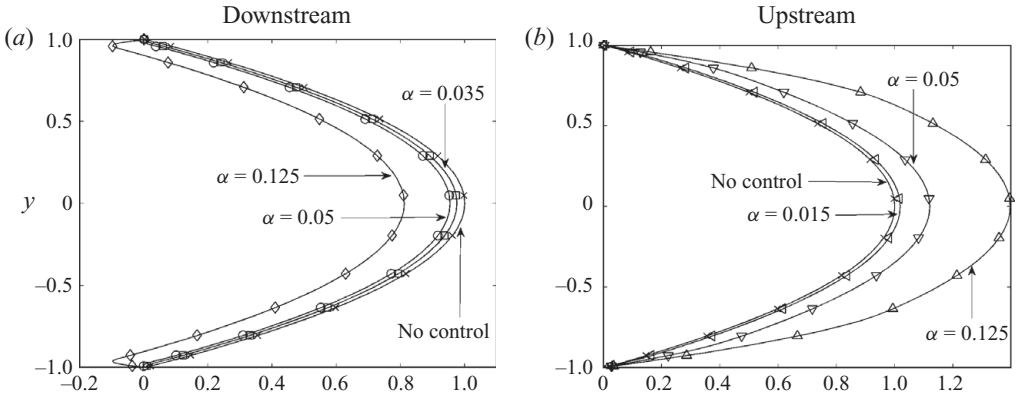 Downstream
Upstream
(a)
(b)
1.0
0.5
0
−0.5
−1.0
y
−0.2
0
0.2
0.4
0.6
0.8
1.0
α = 0.035
α = 0.125
α = 0.05
No control
1.0
0.5
0
−0.5
−1.0
0
0.2
0.4
0.6
0.8
1.0
1.2
α = 0.05
No control
α = 0.015
α = 0.125